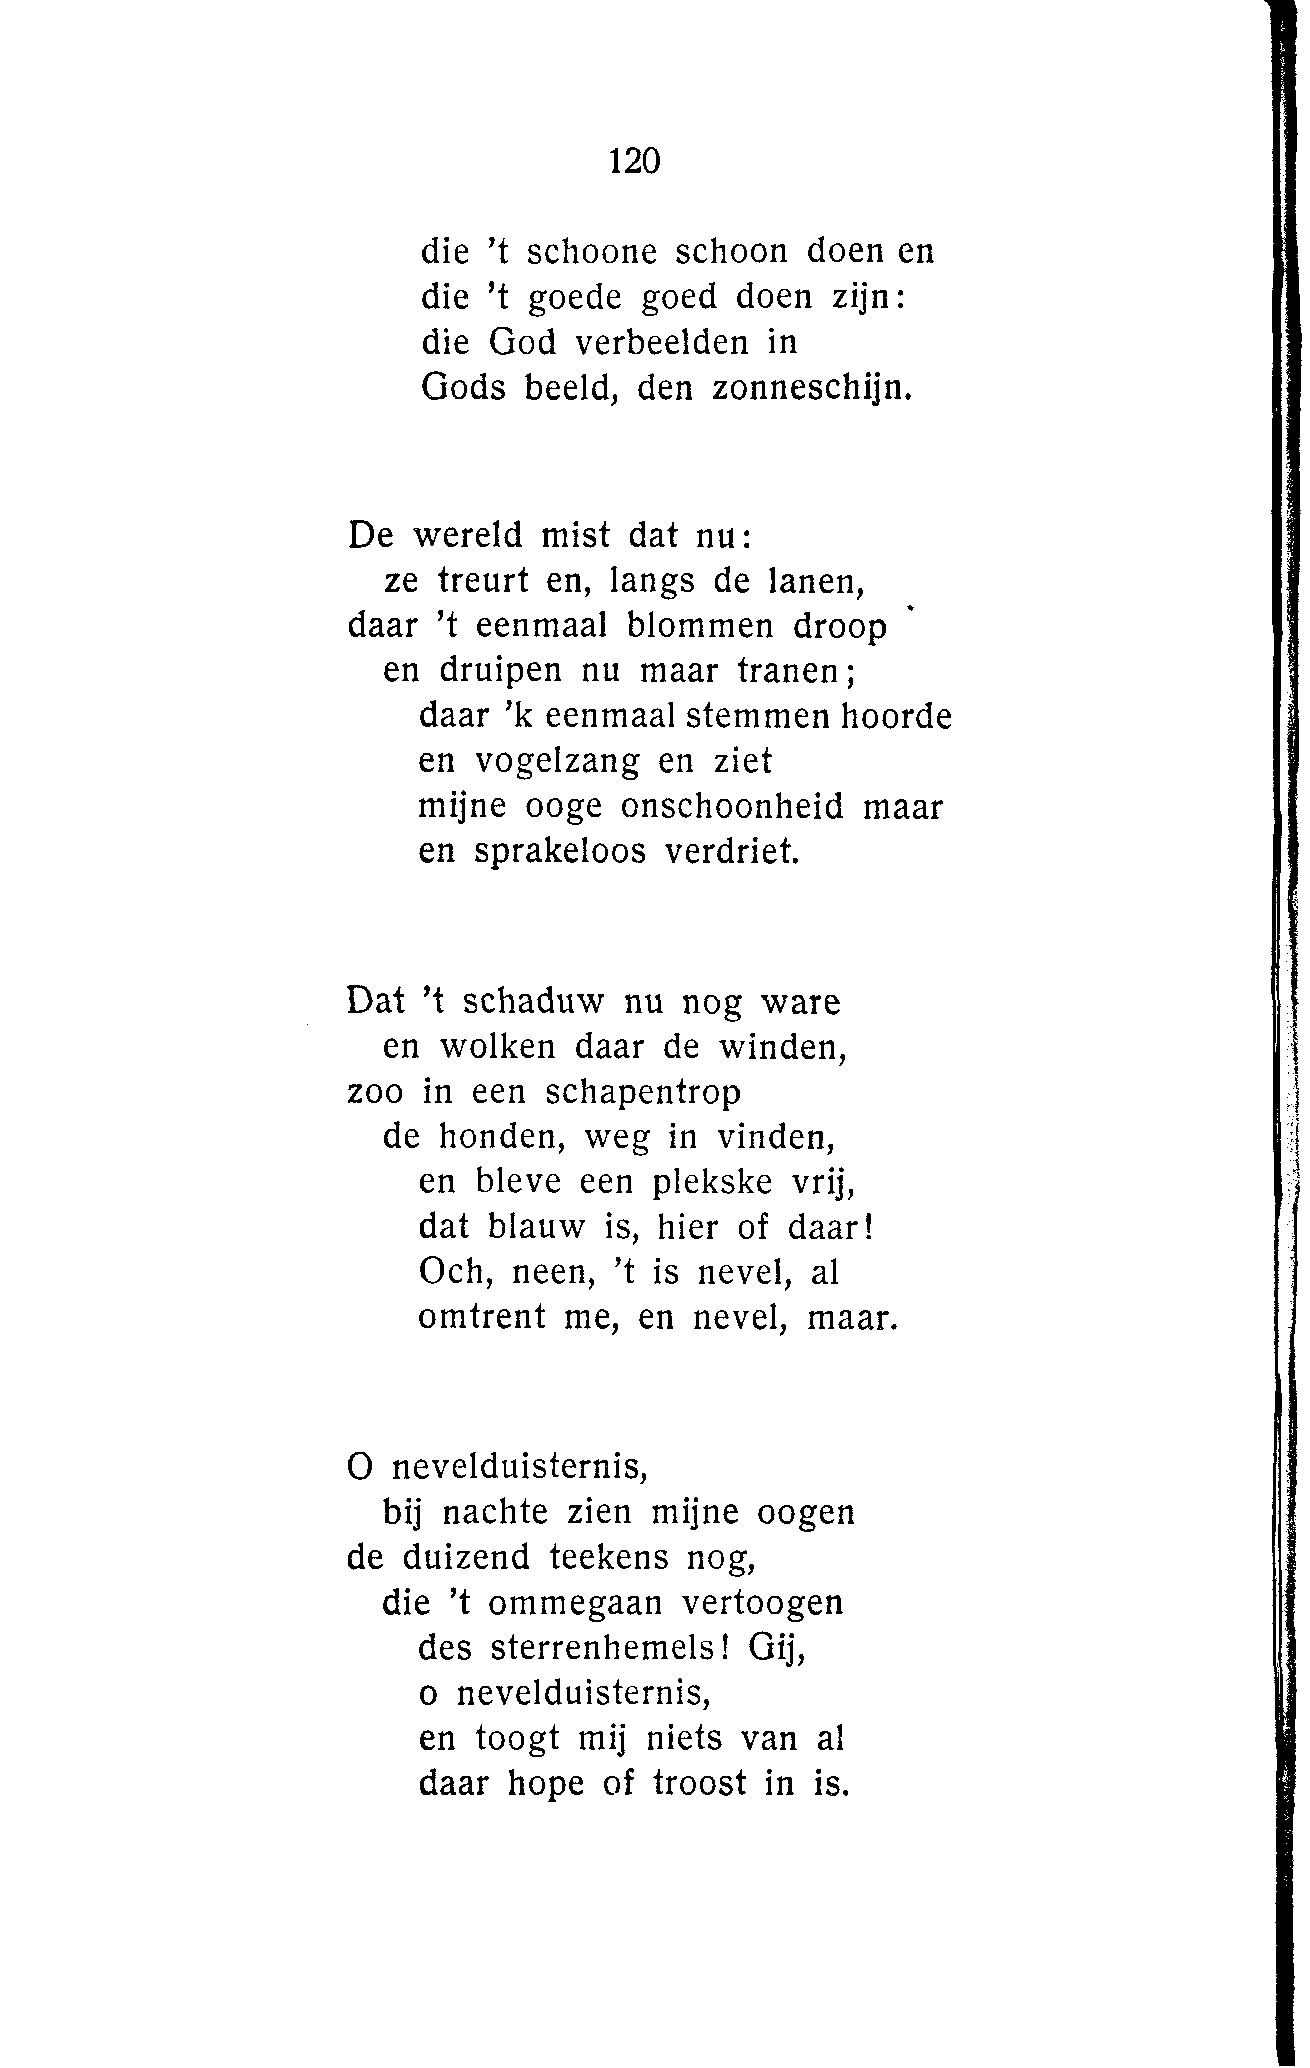 120
die 't schoone schoon doen en
die 't goede goed doen zijn:
die God verbeelden in
Gods beeld, den zonneschijn.
De wereld mist dat nu:
ze treurt en, langs de lanen,
daar 't eenmaal blommen droop
en druipen nu maar tranen;
daar 'k eenmaal stemmen hoorde
en vogelzang en ziet
mijne ooge onschoonheid maar
en sprakeloos verdriet.
Dat 't schaduw nu nog ware
en wolken daar de winden,
zoo in een schapentrop
de honden, weg in vinden,
en bleve een plekske vrij,
dat blauw is, hier of daar!
Och, neen, 't is nevel, al
omtrent me, en nevel, maar.
O nevelduisternis,
bij nachte zien mijne oogen
de duizend teekens nog,
die 't ommegaan vertoogen
des sterrenhemels! Gij,
o nevelduisternis,
en toogt mij niets van al
daar hope of troost in is.